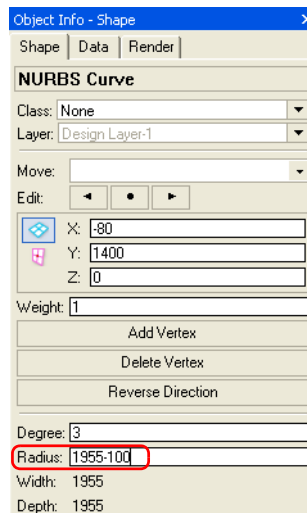 Object Info - Shape
Shape Data Render
NURBS Curve
Class: None
Layer: Design Layer-1
Move:
Edit:
X: -80
Y: 1400
Z: 0
Weight: 1
Add Vertex
Delete Vertex
Reverse Direction
Degree: 3
Radius: 1955-100
Width: 1955
Depth: 1955